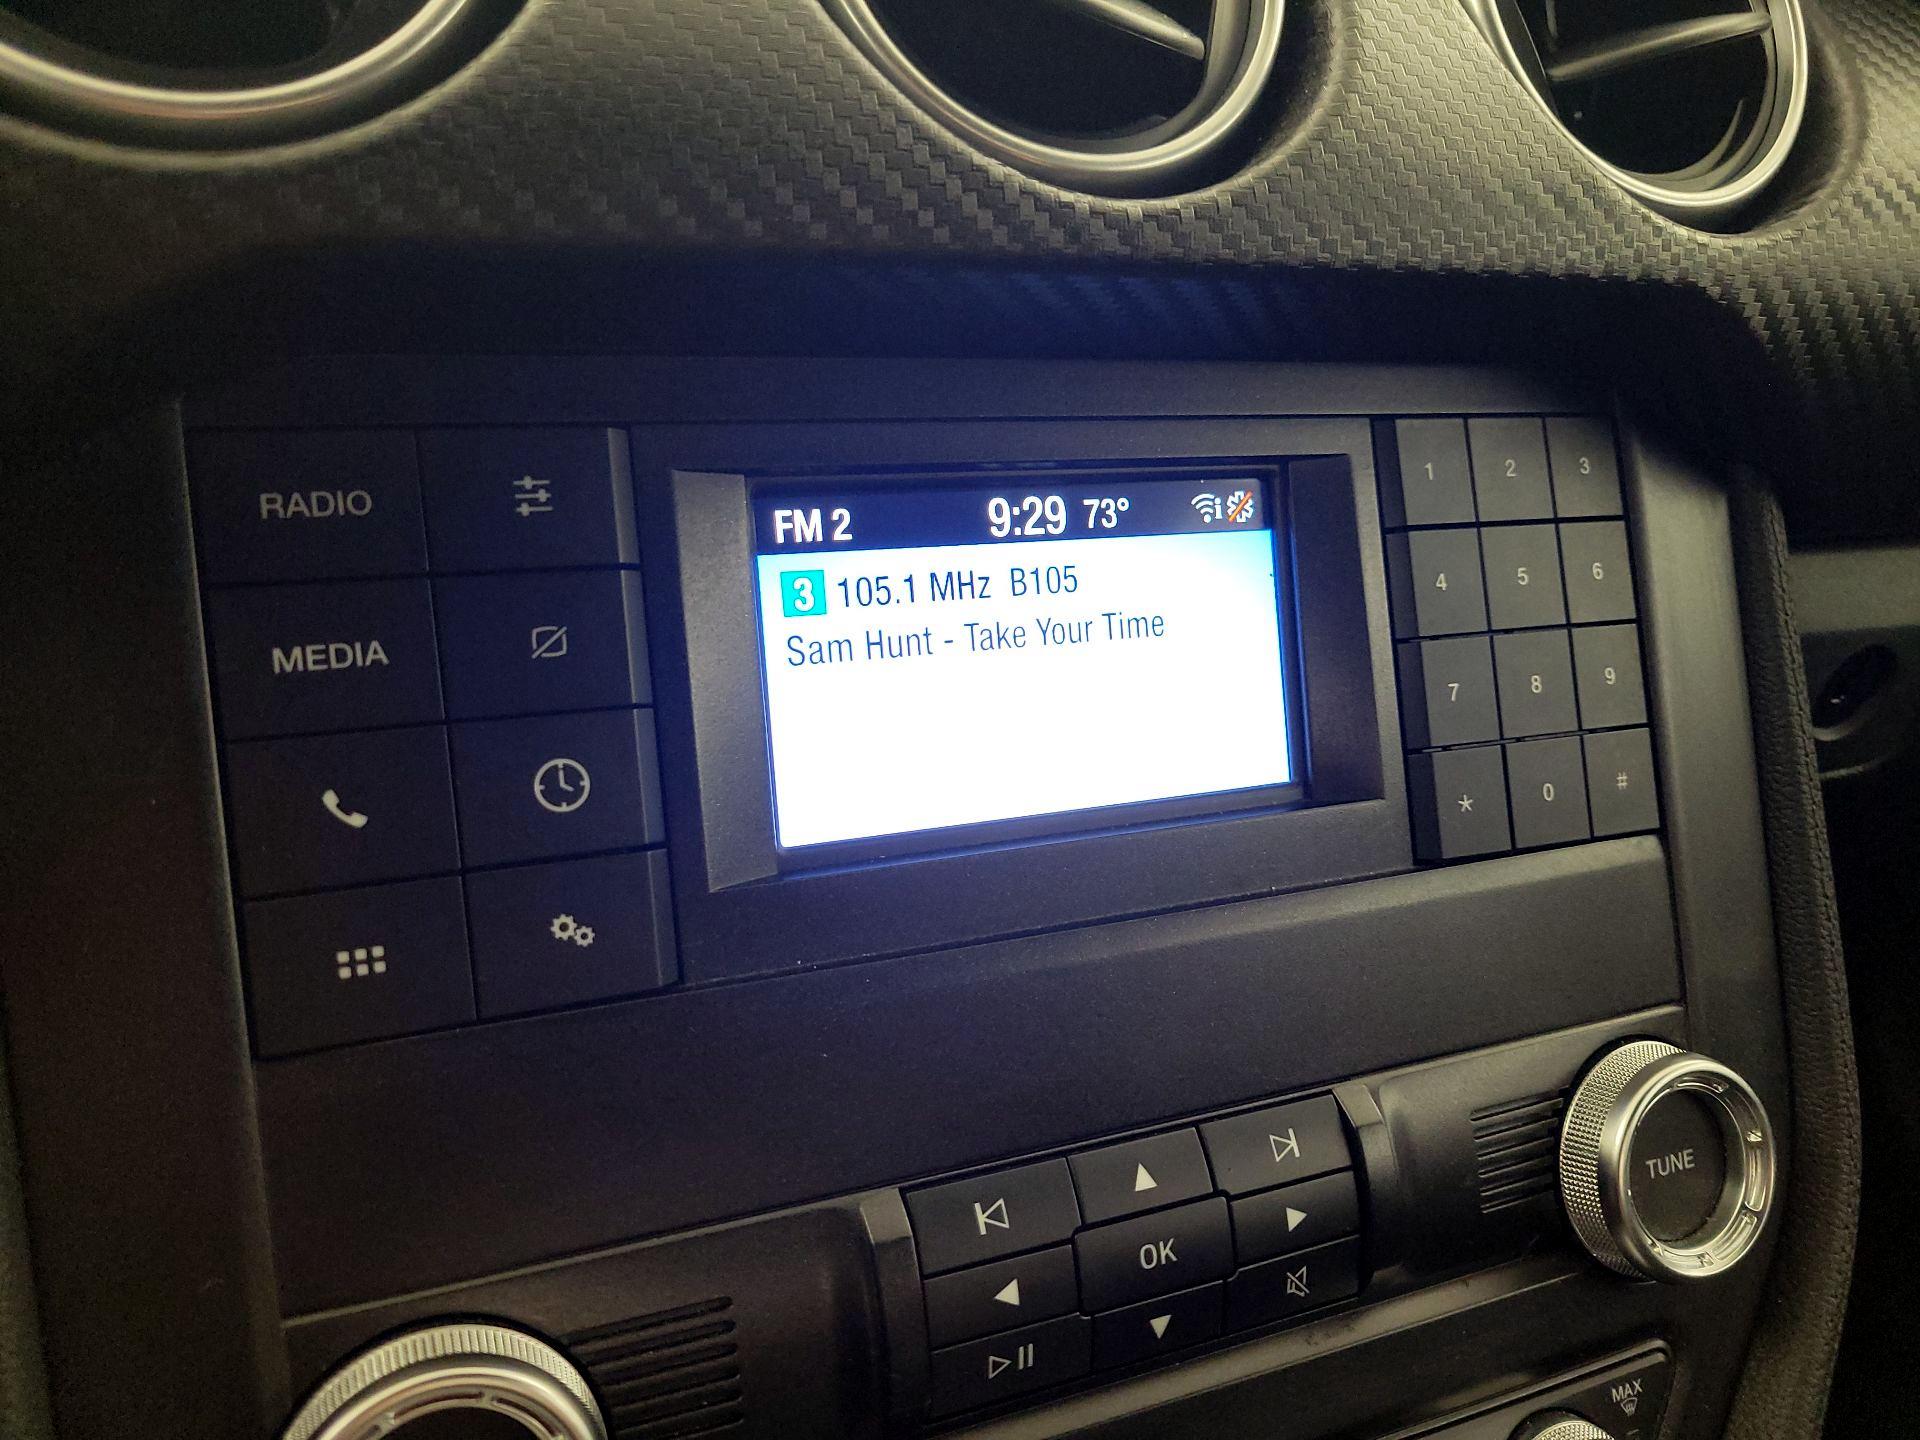 FM 2 9:29 73°
3 105.1 MHz B105
Sam Hunt - Take Your Time
RADIO
MEDIA
1 2 3
4 5 6
7 8 9
* 0 #
OK
TUNE
MAX